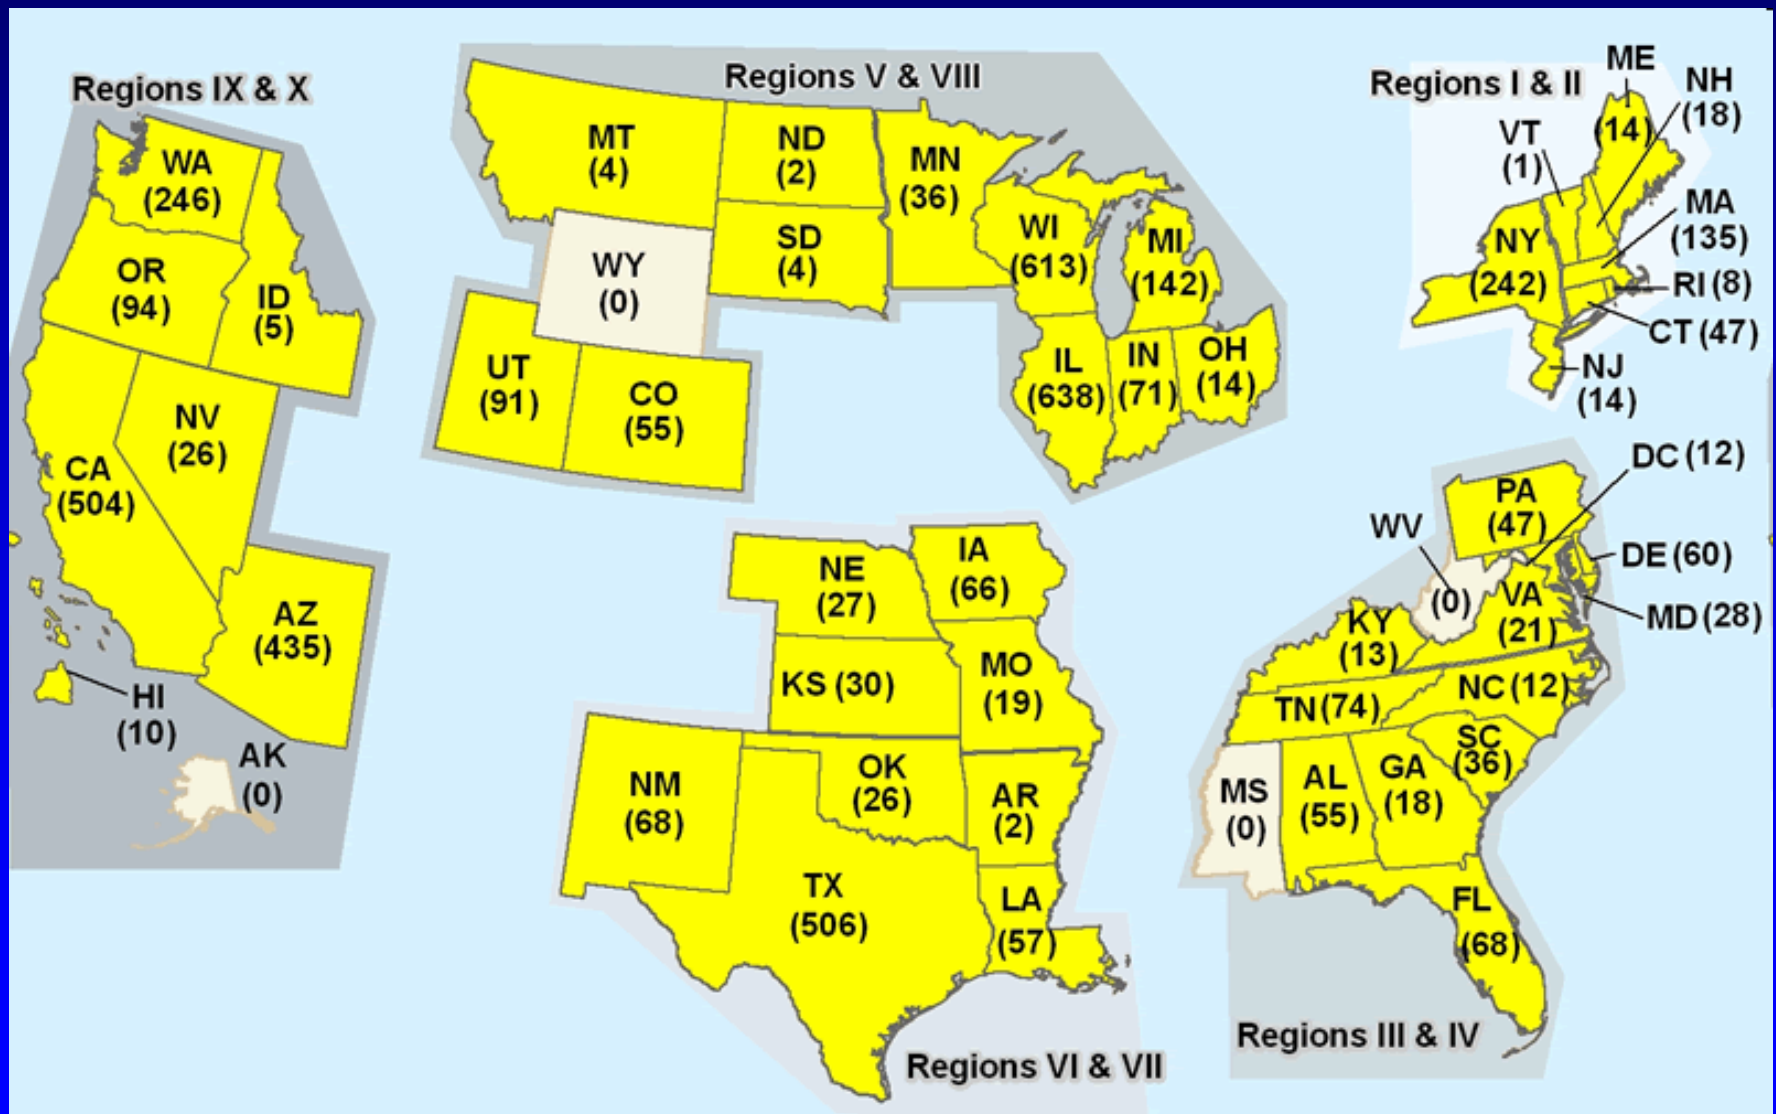 Regions IX & X
WA
(246)
OR
(94)
ID
(5)
NV
(26)
CA
(504)
AZ
(435)
HI
(10)
AK
(0)
Regions V & VIII
MT
(4)
ND
(2)
MN
(36)
SD
(4)
WI
(613)
MI
(142)
WY
(0)
UT
(91)
CO
(55)
IL
(638)
IN
(71)
OH
(14)
Regions I & II
ME
(14)
NH
(18)
VT
(1)
MA
(135)
NY
(242)
RI (8)
CT (47)
NJ
(14)
NE
(27)
IA
(66)
KS (30)
MO
(19)
NM
(68)
OK
(26)
AR
(2)
TX
(506)
LA
(57)
Regions VI & VII
DC (12)
PA
(47)
WV
(0)
DE (60)
VA
(21)
MD (28)
KY
(13)
TN (74)
NC (12)
SC
(36)
MS
(0)
AL
(55)
GA
(18)
FL
(68)
Regions III & IV